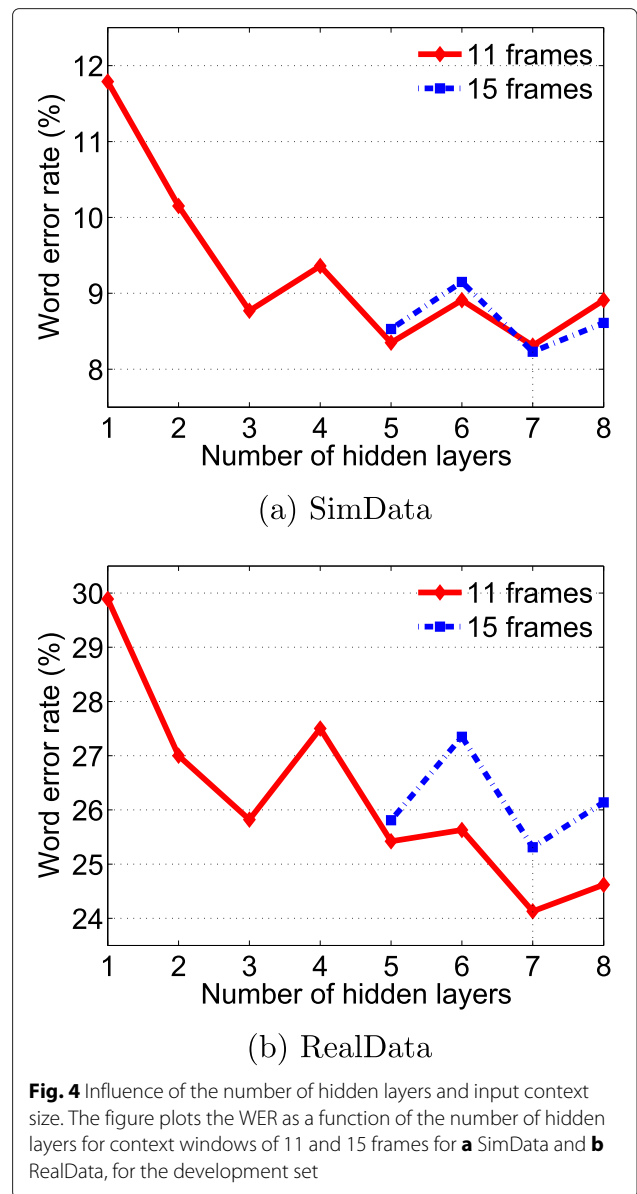 12
11
10
9
8
Word error rate (%)
11 frames
15 frames
1 2 3 4 5 6 7 8
Number of hidden layers
(a) SimData
30
29
28
27
26
25
24
Word error rate (%)
11 frames
15 frames
1 2 3 4 5 6 7 8
Number of hidden layers
(b) RealData
Fig. 4 Influence of the number of hidden layers and input context
size. The figure plots the WER as a function of the number of hidden
layers for context windows of 11 and 15 frames for a SimData and b
RealData, for the development set